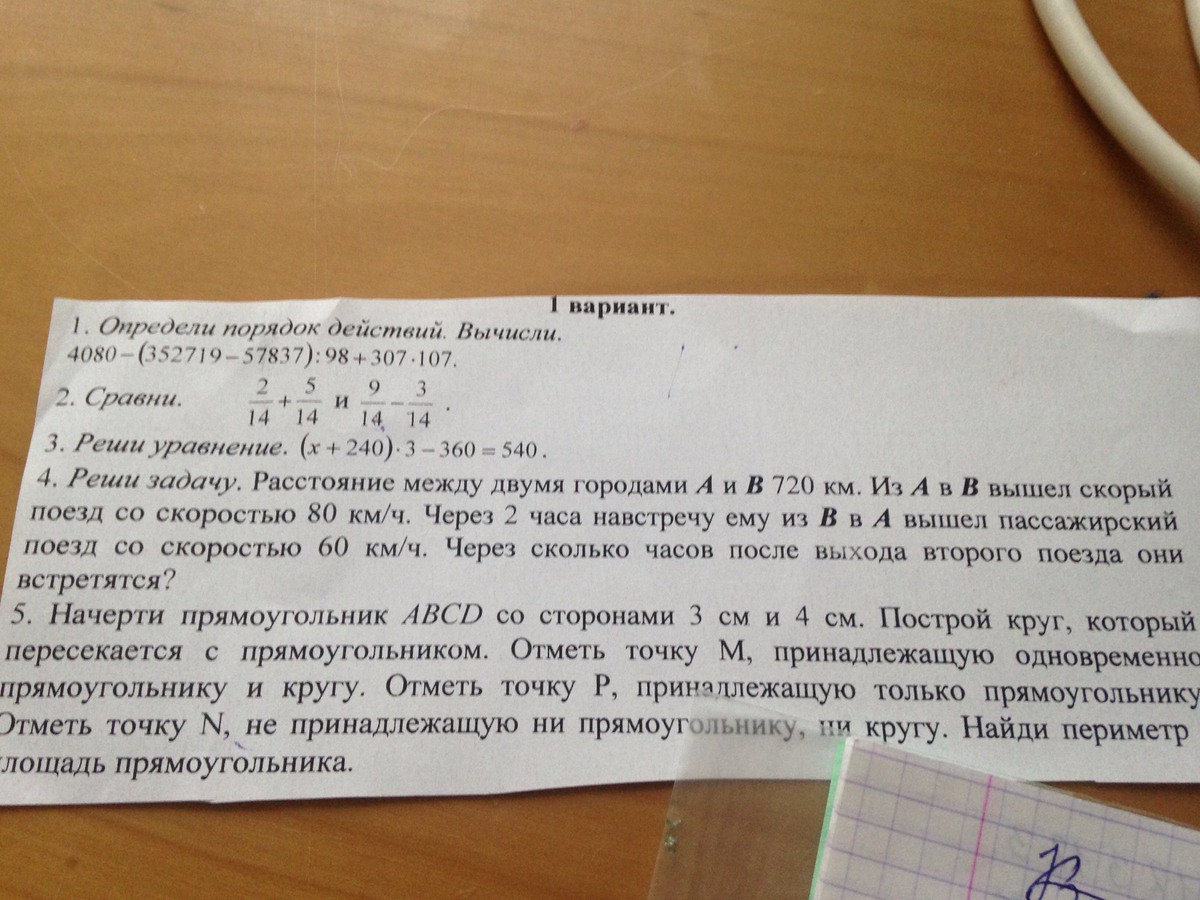 1 вариант.
1. Определи порядок действий. Вычисли.
4080–(352719–57837):98+307·107.
2. Сравни. 2/14 + 5/14 и 9/14 – 3/14 .
3. Реши уравнение. (x + 240)·3 – 360 = 540.
4. Реши задачу. Расстояние между двумя городами A и B 720 км. Из A в B вышел скорый
поезд со скоростью 80 км/ч. Через 2 часа навстречу ему из B в A вышел пассажирский
поезд со скоростью 60 км/ч. Через сколько часов после выхода второго поезда они
встретятся?
5. Начерти прямоугольник ABCD со сторонами 3 см и 4 см. Построй круг, который
пересекается с прямоугольником. Отметь точку M, принадлежащую одновременно
прямоугольнику и кругу. Отметь точку P, принадлежащую только прямоугольнику
Отметь точку N, не принадлежащую ни прямоугольнику, ни кругу. Найди периметр
лощадь прямоугольника.